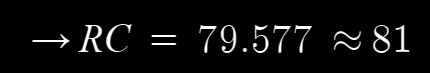 → RC = 79.577 ≈ 81